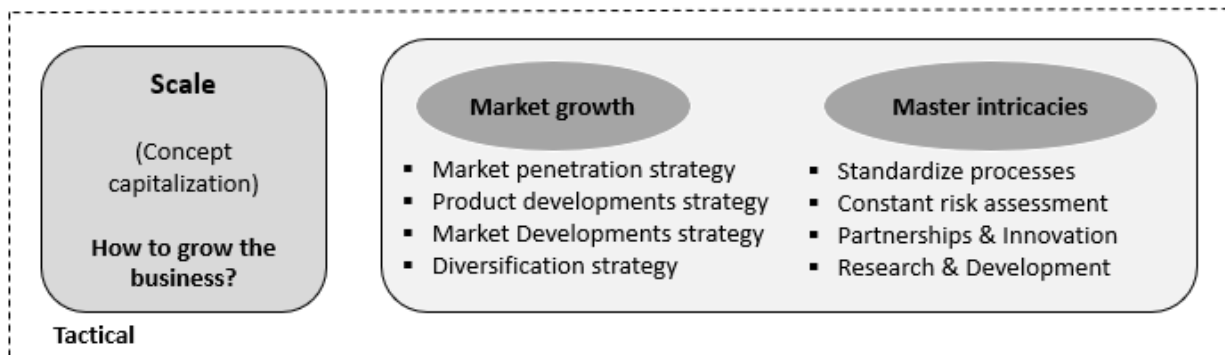 Scale
(Concept
capitalization)
How to grow the
business?
Tactical
Market growth
▪ Market penetration strategy
▪ Product developments strategy
▪ Market Developments strategy
▪ Diversification strategy
Master intricacies
▪ Standardize processes
▪ Constant risk assessment
▪ Partnerships & Innovation
▪ Research & Development